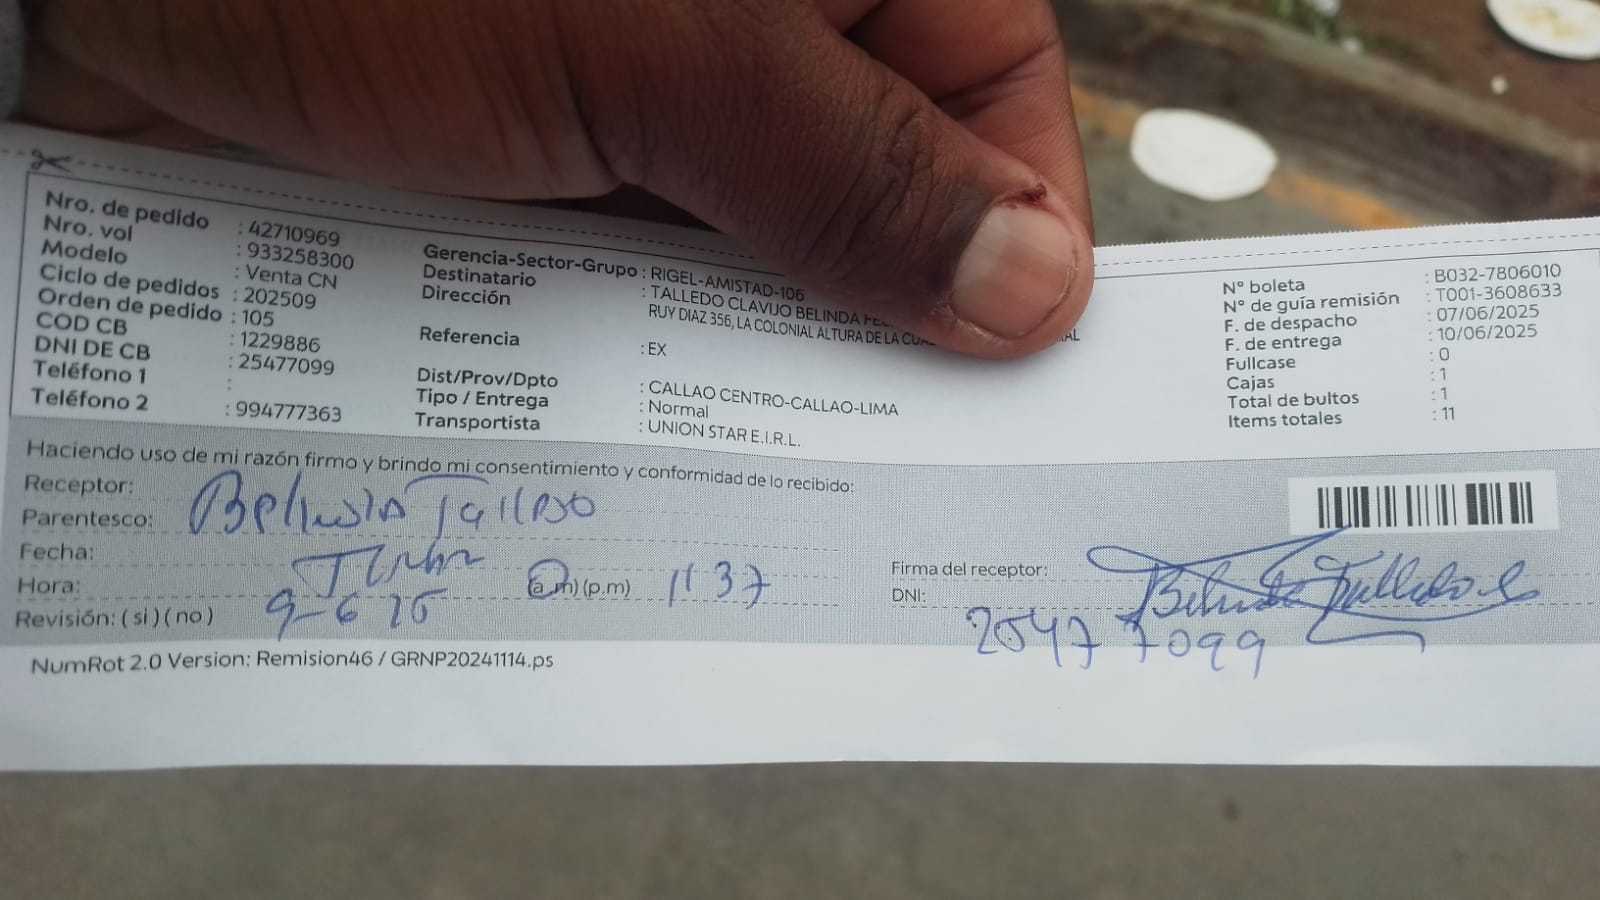 Nro. de pedido : 42710969
Nro. vol : 933258300
Modelo : Venta CN
Ciclo de pedidos : 202509
Orden de pedido : 105
COD CB : 1229886
DNI DE CB : 25477099
Teléfono 1 :
Teléfono 2 : 994777363
Gerencia-Sector-Grupo : RIGEL-AMISTAD-106
Destinatario : TALLEDO CLAVIJO BELINDA
Dirección RUY DIAZ 356, LA COLONIAL ALTURA DE LA
Referencia : EX
Dist/Prov/Dpto : CALLAO CENTRO-CALLAO-LIMA
Tipo / Entrega : Normal
Transportista : UNION STAR E.I.R.L.
N° boleta : B032-7806010
N° de guía remisión : T001-3608633
F. de despacho : 07/06/2025
F. de entrega : 10/06/2025
Fullcase : 0
Cajas : 1
Total de bultos : 1
Items totales : 11
Haciendo uso de mi razón firmo y brindo mi consentimiento y conformidad de lo recibido:
Receptor: Belinda Talledo
Parentesco:
Fecha:
Hora: (a.m)(p.m) 11 37
Revisión: ( si ) ( no ) 9-6 25
Firma del receptor: Belinda Talledo
DNI: 25477099
NumRot 2.0 Version: Remision46 / GRNP20241114.ps